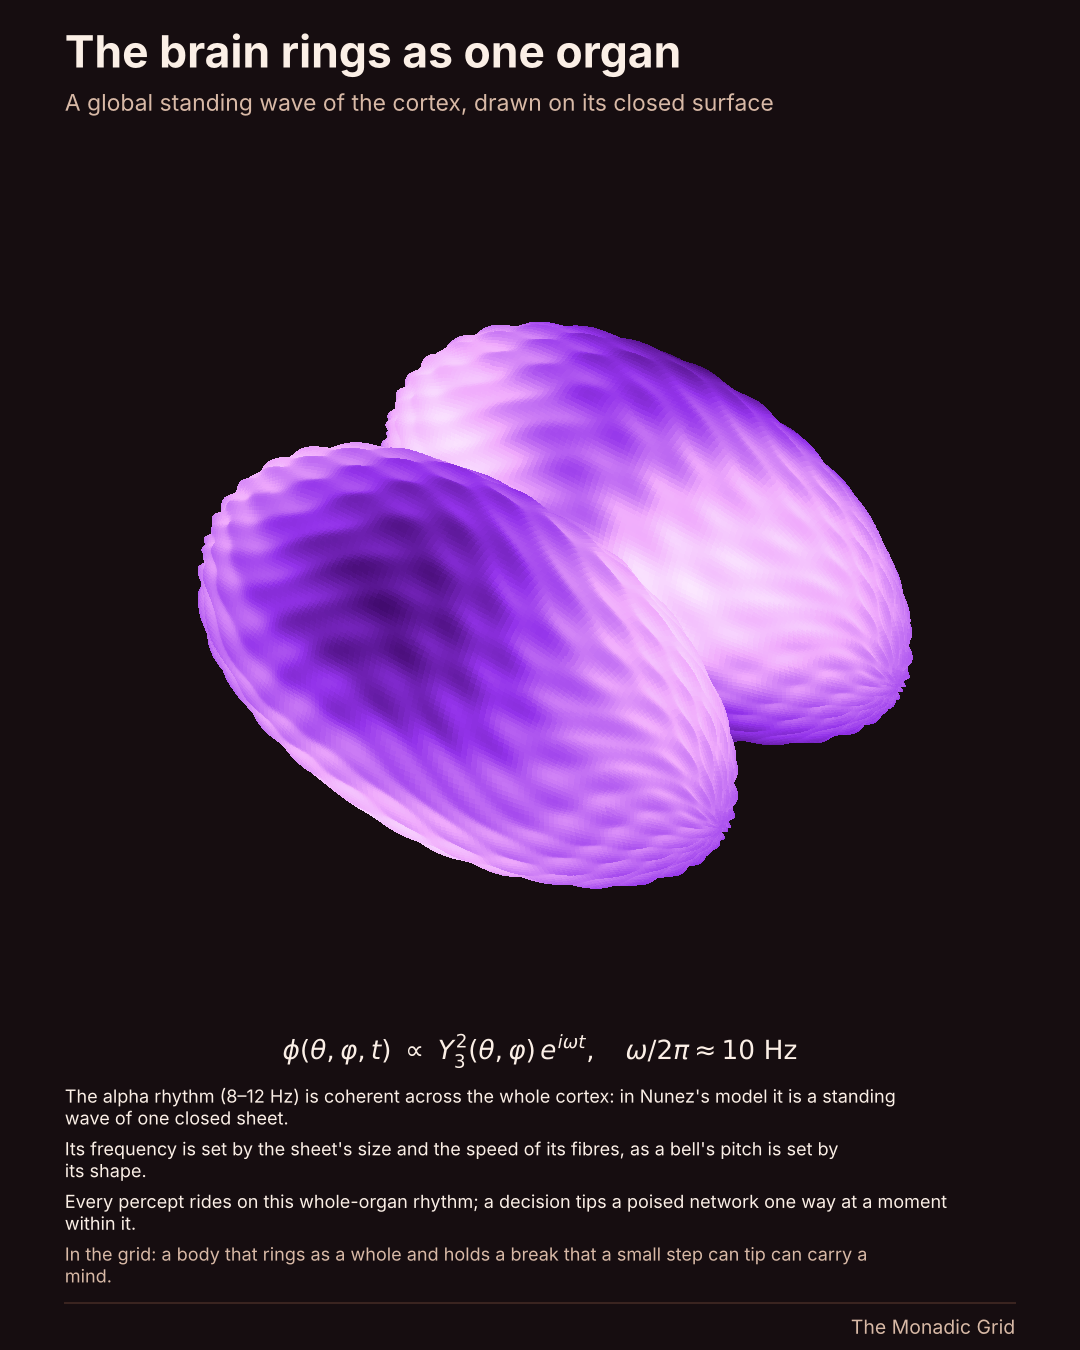 The brain rings as one organ
A global standing wave of the cortex, drawn on its closed surface
ϕ(θ, φ, t) ∝ Y₃²(θ, φ) e^{iωt}, ω/2π ≈ 10 Hz
The alpha rhythm (8–12 Hz) is coherent across the whole cortex: in Nunez's model it is a standing
wave of one closed sheet.
Its frequency is set by the sheet's size and the speed of its fibres, as a bell's pitch is set by
its shape.
Every percept rides on this whole-organ rhythm; a decision tips a poised network one way at a moment
within it.
In the grid: a body that rings as a whole and holds a break that a small step can tip can carry a
mind.
The Monadic Grid